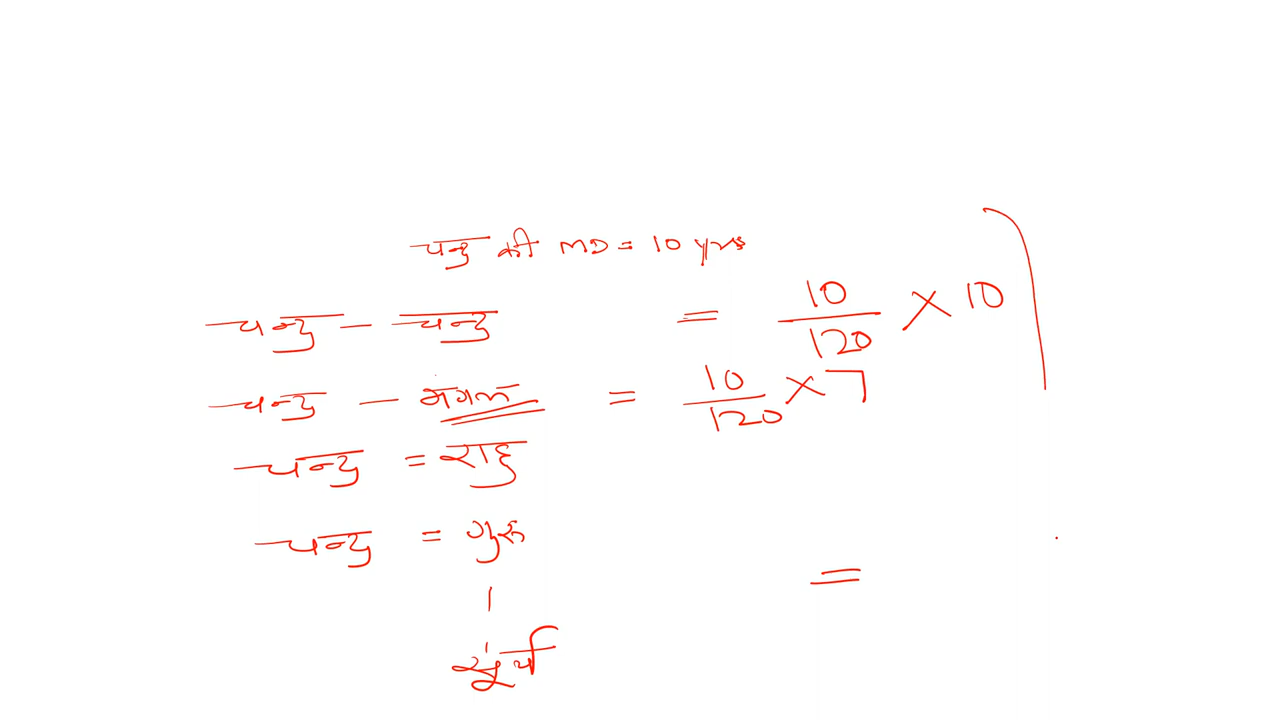 चन्द्र की MD = 10 yrs
चन्द्र - चन्द्र = 10/120 × 10
चन्द्र - मंगल = 10/120 × 7
चन्द्र = राहु
चन्द्र = गुरू
|
सूर्य
=